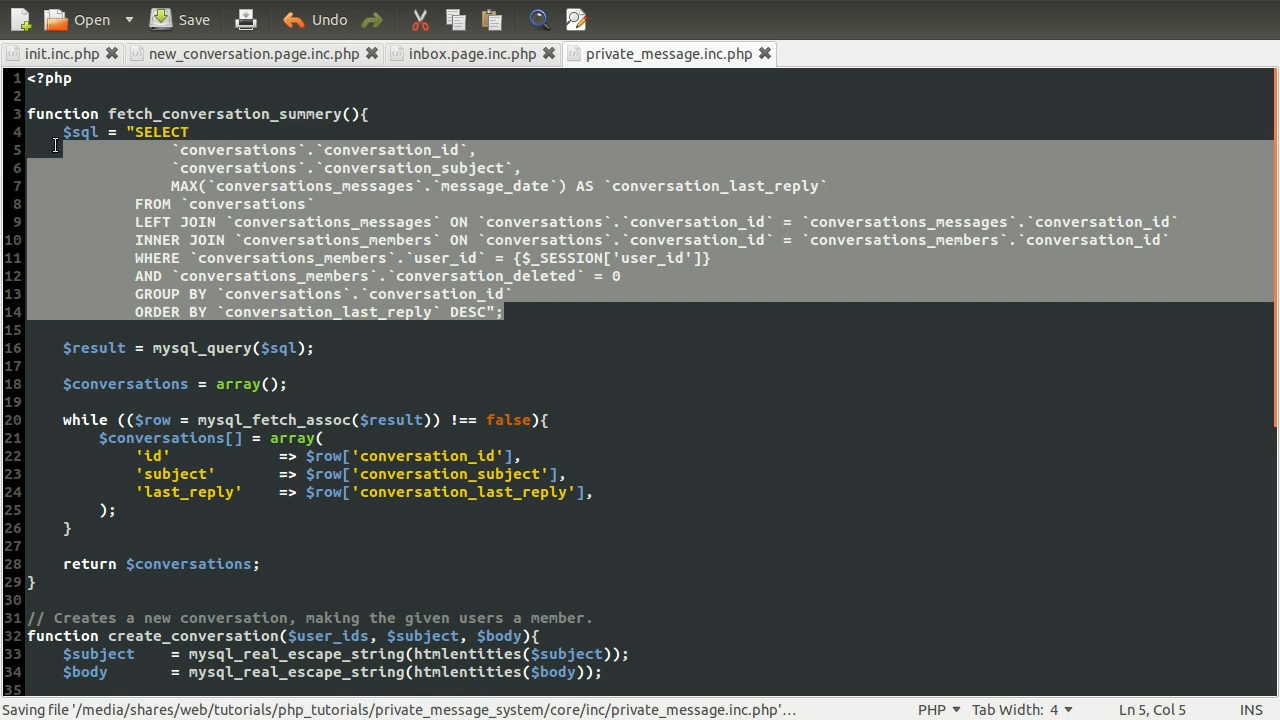 Open Save Undo
init.inc.php new_conversation.page.inc.php inbox.page.inc.php private_message.inc.php
1 <?php
2
3 function fetch_conversation_summery(){
4 $sql = "SELECT
5 `conversations`.`conversation_id`,
6 `conversations`.`conversation_subject`,
7 MAX(`conversations_messages`.`message_date`) AS `conversation_last_reply`
8 FROM `conversations`
9 LEFT JOIN `conversations_messages` ON `conversations`.`conversation_id` = `conversations_messages`.`conversation_id`
10 INNER JOIN `conversations_members` ON `conversations`.`conversation_id` = `conversations_members`.`conversation_id`
11 WHERE `conversations_members`.`user_id` = {$_SESSION['user_id']}
12 AND `conversations_members`.`conversation_deleted` = 0
13 GROUP BY `conversations`.`conversation_id`
14 ORDER BY `conversation_last_reply` DESC";
15
16 $result = mysql_query($sql);
17
18 $conversations = array();
19
20 while (($row = mysql_fetch_assoc($result)) !== false){
21 $conversations[] = array(
22 'id' => $row['conversation_id'],
23 'subject' => $row['conversation_subject'],
24 'last_reply' => $row['conversation_last_reply'],
25 );
26 }
27
28 return $conversations;
29 }
30
31 // Creates a new conversation, making the given users a member.
32 function create_conversation($user_ids, $subject, $body){
33 $subject = mysql_real_escape_string(htmlentities($subject));
34 $body = mysql_real_escape_string(htmlentities($body));
35
Saving file '/media/shares/web/tutorials/php_tutorials/private_message_system/core/inc/private_message.inc.php'... PHP Tab Width: 4 Ln 5, Col 5 INS